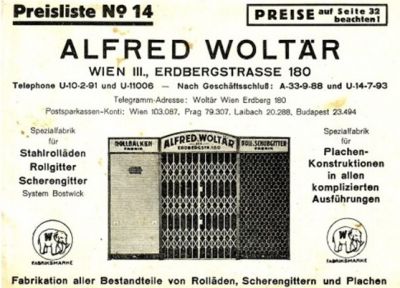 Preisliste Nº 14
PREISE auf Seite 32 beachten!
ALFRED WOLTÄR
WIEN III., ERDBERGSTRASSE 180
Telephone U-10-2-91 und U-11006 — Nach Geschäftsschluß: A-33-9-88 und U-14-7-93
Telegramm-Adresse: Woltär Wien Erdberg 180
Postsparkassen-Konti: Wien 103.087, Prag 79.307, Laibach 20.288, Budapest 23.494
Spezialfabrik
für
Stahlrolläden
Rollgitter
Scherengitter
System Bostwick
ROLLBALKEN
FABRIK
ALFRED WOLTÄR
ERDBERGSTR. 180
ROLL-SCHUBGITTER
FABRIK
Spezialfabrik
für
Plachen-
Konstruktionen
in allen
komplizierten
Ausführungen
W
FABRIKSMARKE
W
FABRIKSMARKE
Fabrikation aller Bestandteile von Rolläden, Scherengittern und Plachen